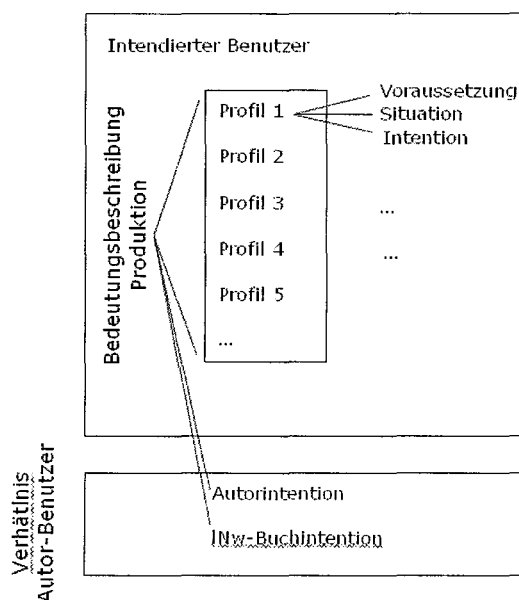 Intendierter Benutzer
Bedeutungsbeschreibung
Produktion
Profil 1
Voraussetzung
Situation
Intention
Profil 2
Profil 3
...
Profil 4
...
Profil 5
...
Verhätlnis
Autor-Benutzer
Autorintention
INw-Buchintention